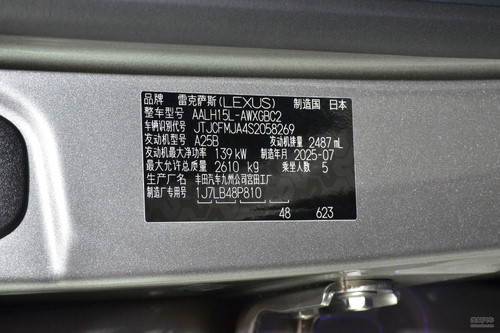 品牌 雷克萨斯(LEXUS) 制造国 日本
整车型号 AALH15L-AWXGBC2
车辆识别代号 JTJCFMJA4S2058269
发动机型号 A25B 发动机排量 2487 mL
发动机最大净功率 139 kW 制造年月 2025-07
最大允许总质量 2610 kg 乘坐人数 5
生产厂厂名 丰田汽车九州公司宫田工厂
制造厂专用号 1J7LB48P810
48 623